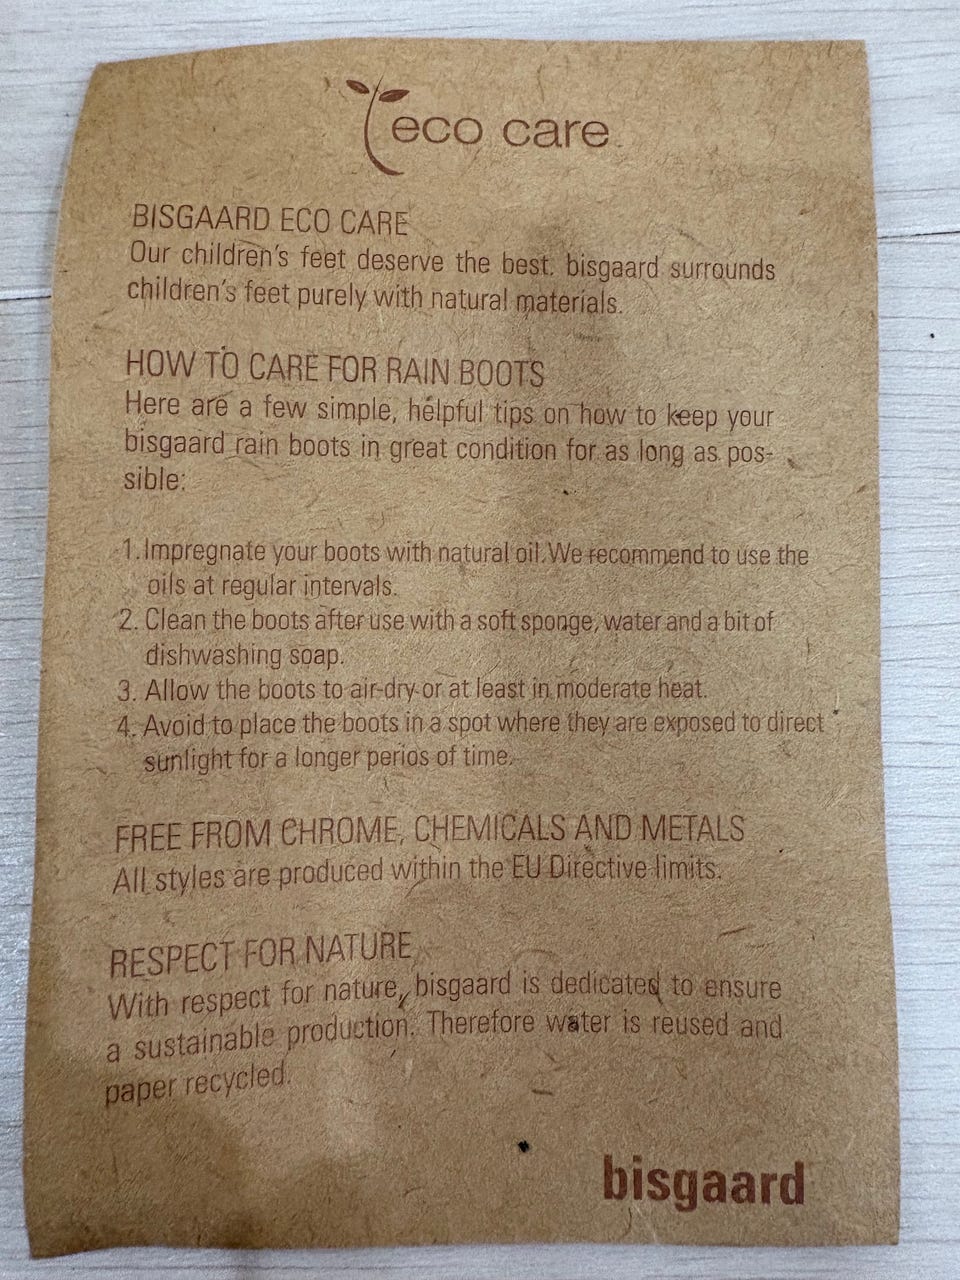 eco care
BISGAARD ECO CARE
Our children's feet deserve the best. bisgaard surrounds
children's feet purely with natural materials.
HOW TO CARE FOR RAIN BOOTS
Here are a few simple, helpful tips on how to keep your
bisgaard rain boots in great condition for as long as pos-
sible:
1. Impregnate your boots with natural oil. We recommend to use the
oils at regular intervals.
2. Clean the boots after use with a soft sponge, water and a bit of
dishwashing soap.
3. Allow the boots to air-dry or at least in moderate heat.
4. Avoid to place the boots in a spot where they are exposed to direct
sunlight for a longer perios of time.
FREE FROM CHROME, CHEMICALS AND METALS
All styles are produced within the EU Directive limits.
RESPECT FOR NATURE
With respect for nature, bisgaard is dedicated to ensure
a sustainable production. Therefore water is reused and
paper recycled.
bisgaard